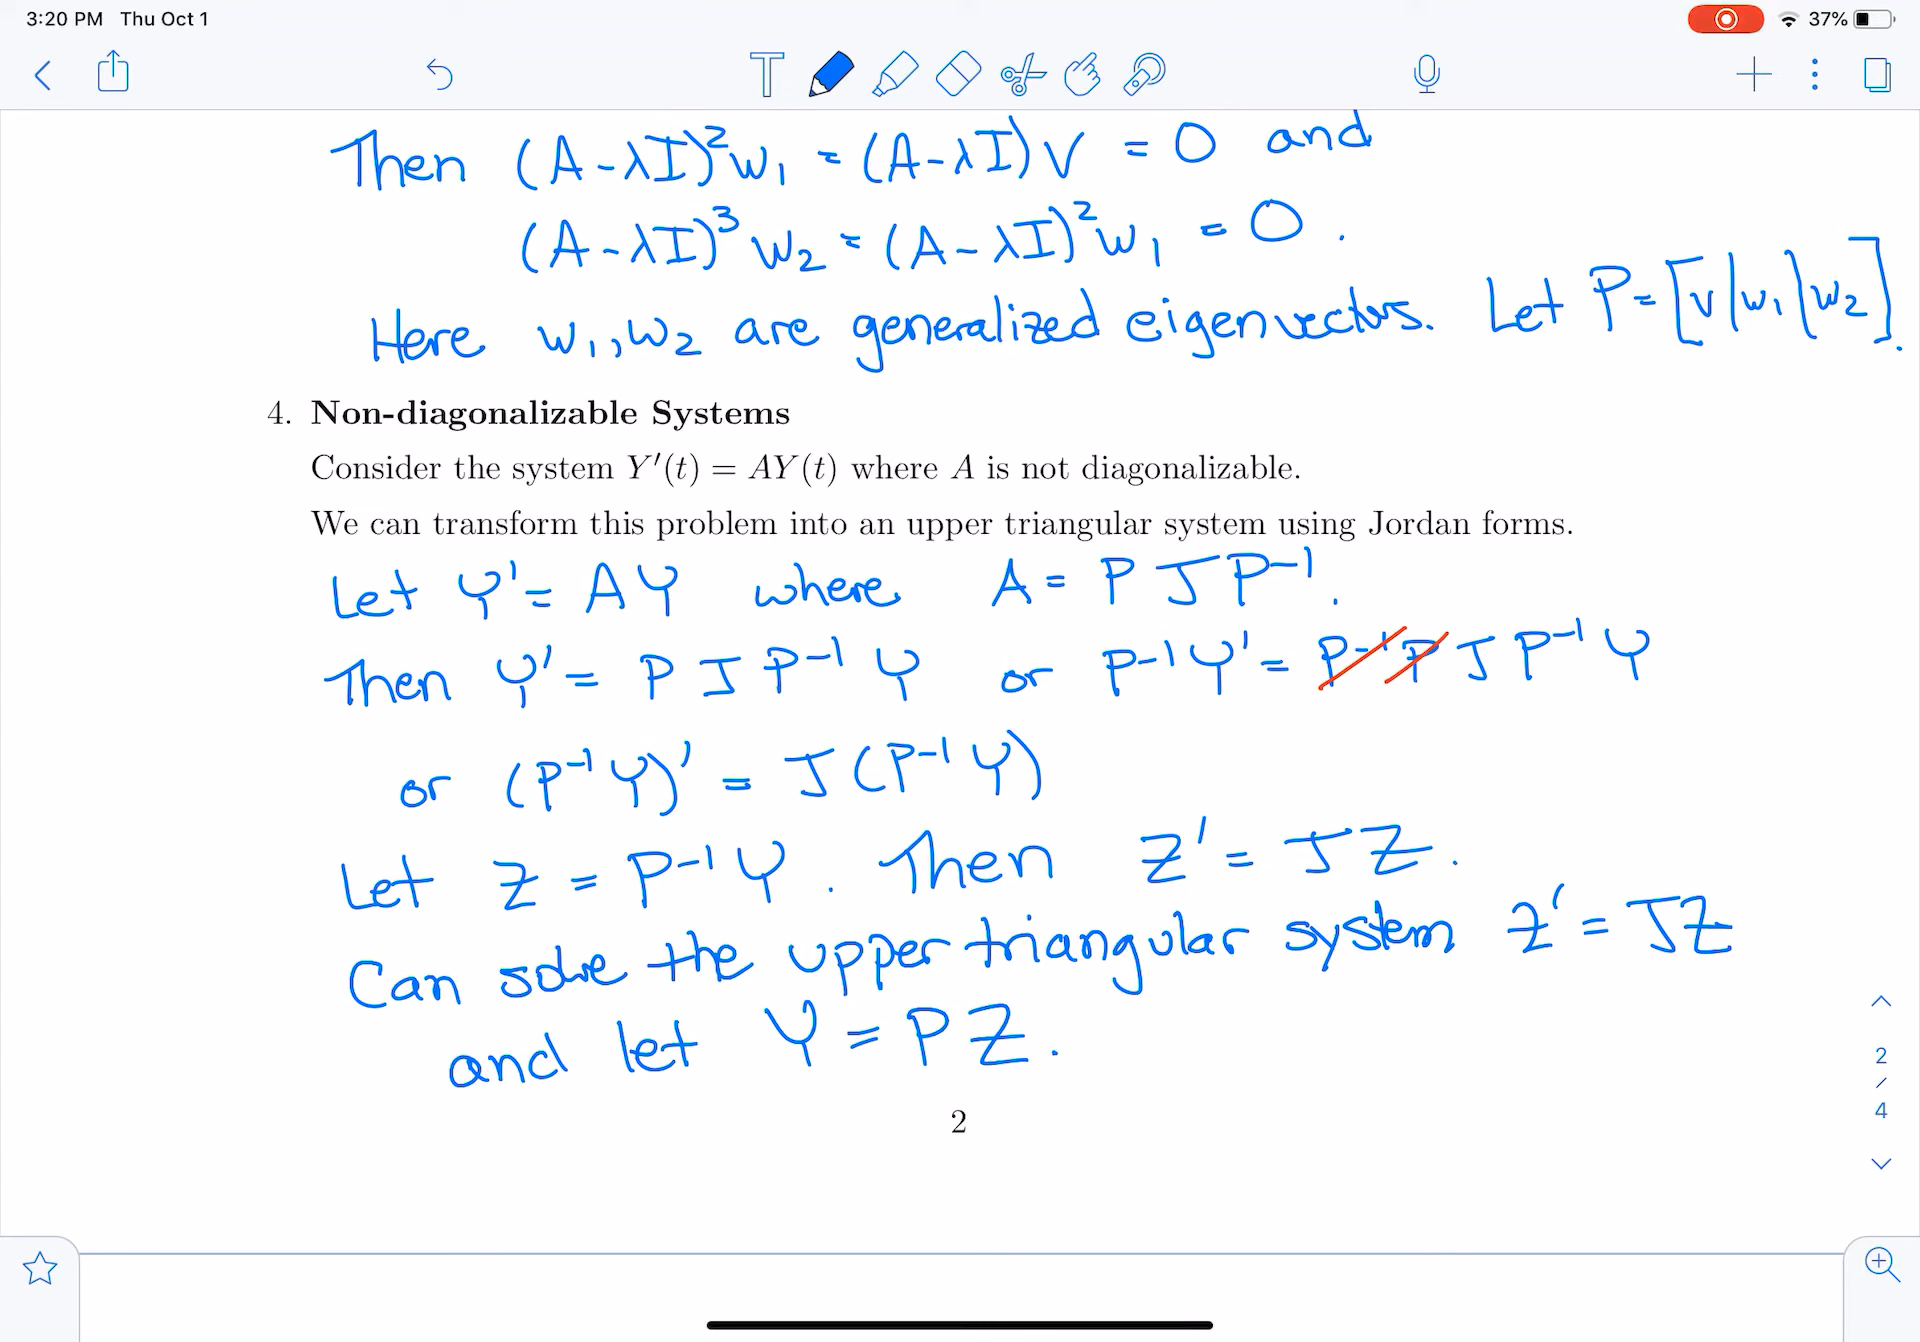 3:20 PM Thu Oct 1 37%
T
Then (A-λI)²w₁ = (A-λI)V = 0 and
(A-λI)³w₂ = (A-λI)²w₁ = 0.
Here w₁,w₂ are generalized eigenvectors. Let P=[v|w₁|w₂].
4. Non-diagonalizable Systems
Consider the system Y′(t) = AY(t) where A is not diagonalizable.
We can transform this problem into an upper triangular system using Jordan forms.
Let Y' = AY where A = PJP⁻¹.
Then Y' = PJP⁻¹Y or P⁻¹Y' = P⁻¹PJP⁻¹Y
or (P⁻¹Y)' = J(P⁻¹Y)
Let Z = P⁻¹Y. Then Z' = JZ.
Can solve the upper triangular system Z' = JZ
and let Y = PZ.
2
/
4
2